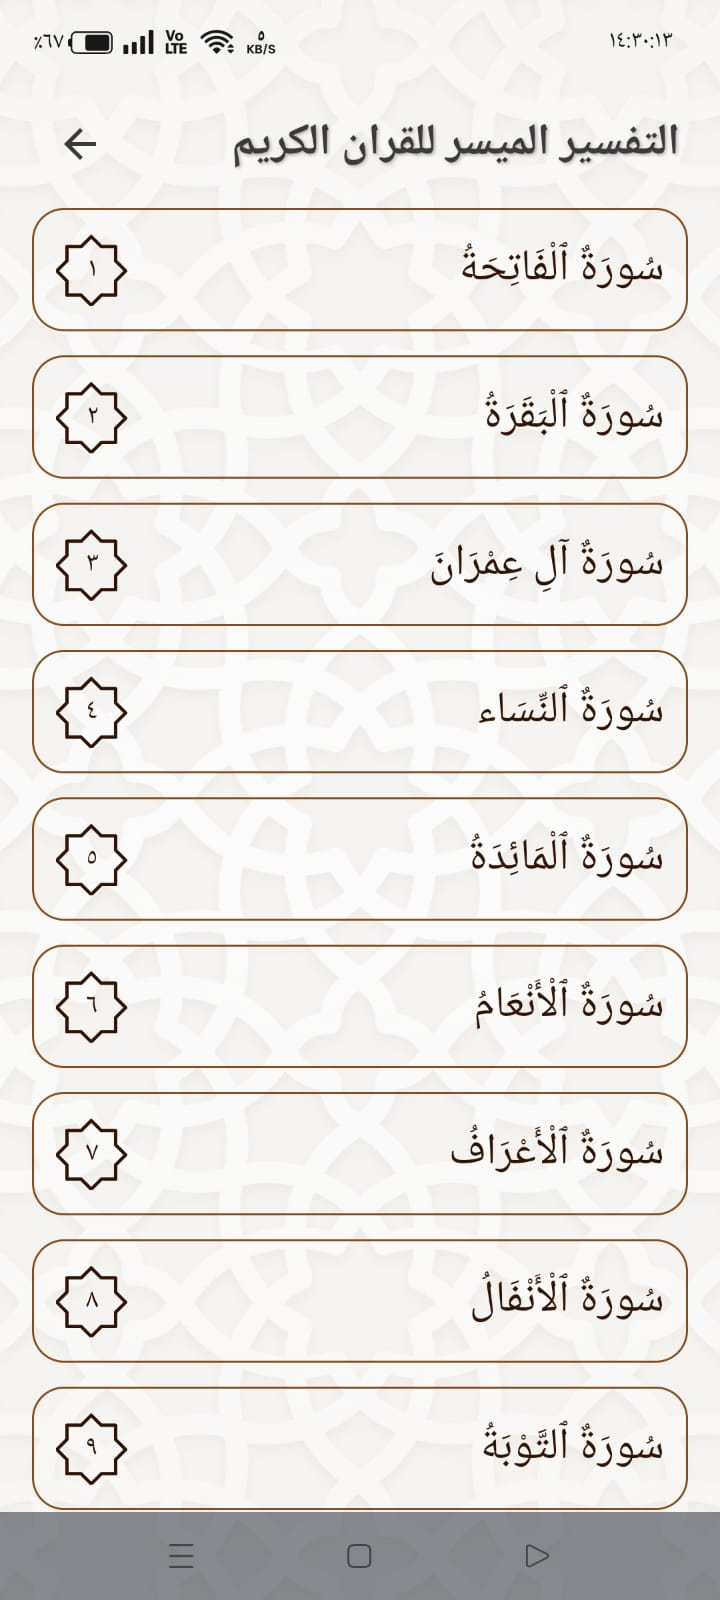 ١٤:٣٠:١٣
٠ KB/S Vo LTE ٪٦٧
التفسير الميسر للقران الكريم
سُورَةٌ ٱلْفَاتِحَةُ ١
سُورَةٌ ٱلْبَقَرَةُ ٢
سُورَةٌ آلِ عِمْرَانَ ٣
سُورَةٌ ٱلنِّسَاء ٤
سُورَةٌ ٱلْمَائِدَةُ ٥
سُورَةٌ ٱلْأَنْعَامُ ٦
سُورَةٌ ٱلْأَعْرَافُ ٧
سُورَةٌ ٱلْأَنْفَالُ ٨
سُورَةٌ ٱلتَّوْبَةُ ٩